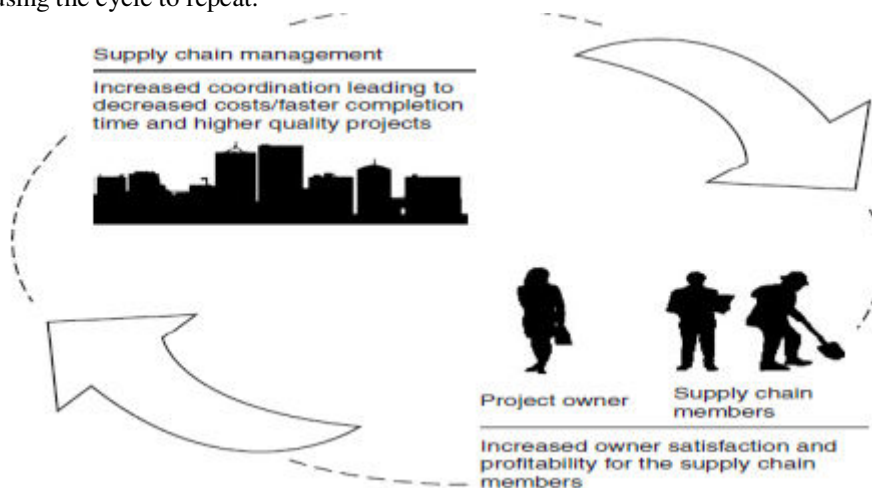 using the cycle to repeat.
Supply chain management
Increased coordination leading to
decreased costs/faster completion
time and higher quality projects
Project owner
Supply chain
members
Increased owner satisfaction and
profitability for the supply chain
members